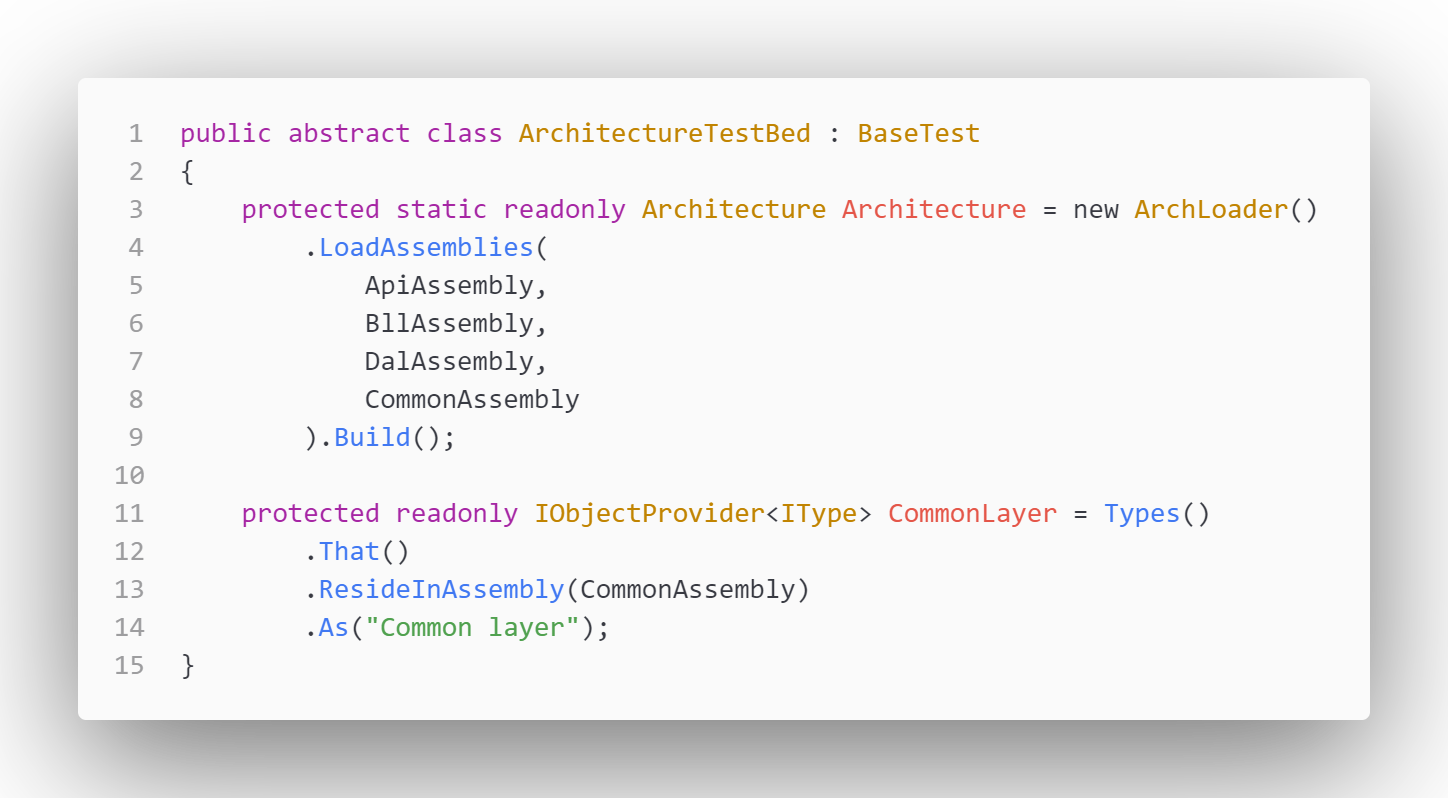 1 public abstract class ArchitectureTestBed : BaseTest
2 {
3     protected static readonly Architecture Architecture = new ArchLoader()
4         .LoadAssemblies(
5             ApiAssembly,
6             BllAssembly,
7             DalAssembly,
8             CommonAssembly
9         ).Build();
10
11     protected readonly IObjectProvider<IType> CommonLayer = Types()
12         .That()
13         .ResideInAssembly(CommonAssembly)
14         .As("Common layer");
15 }